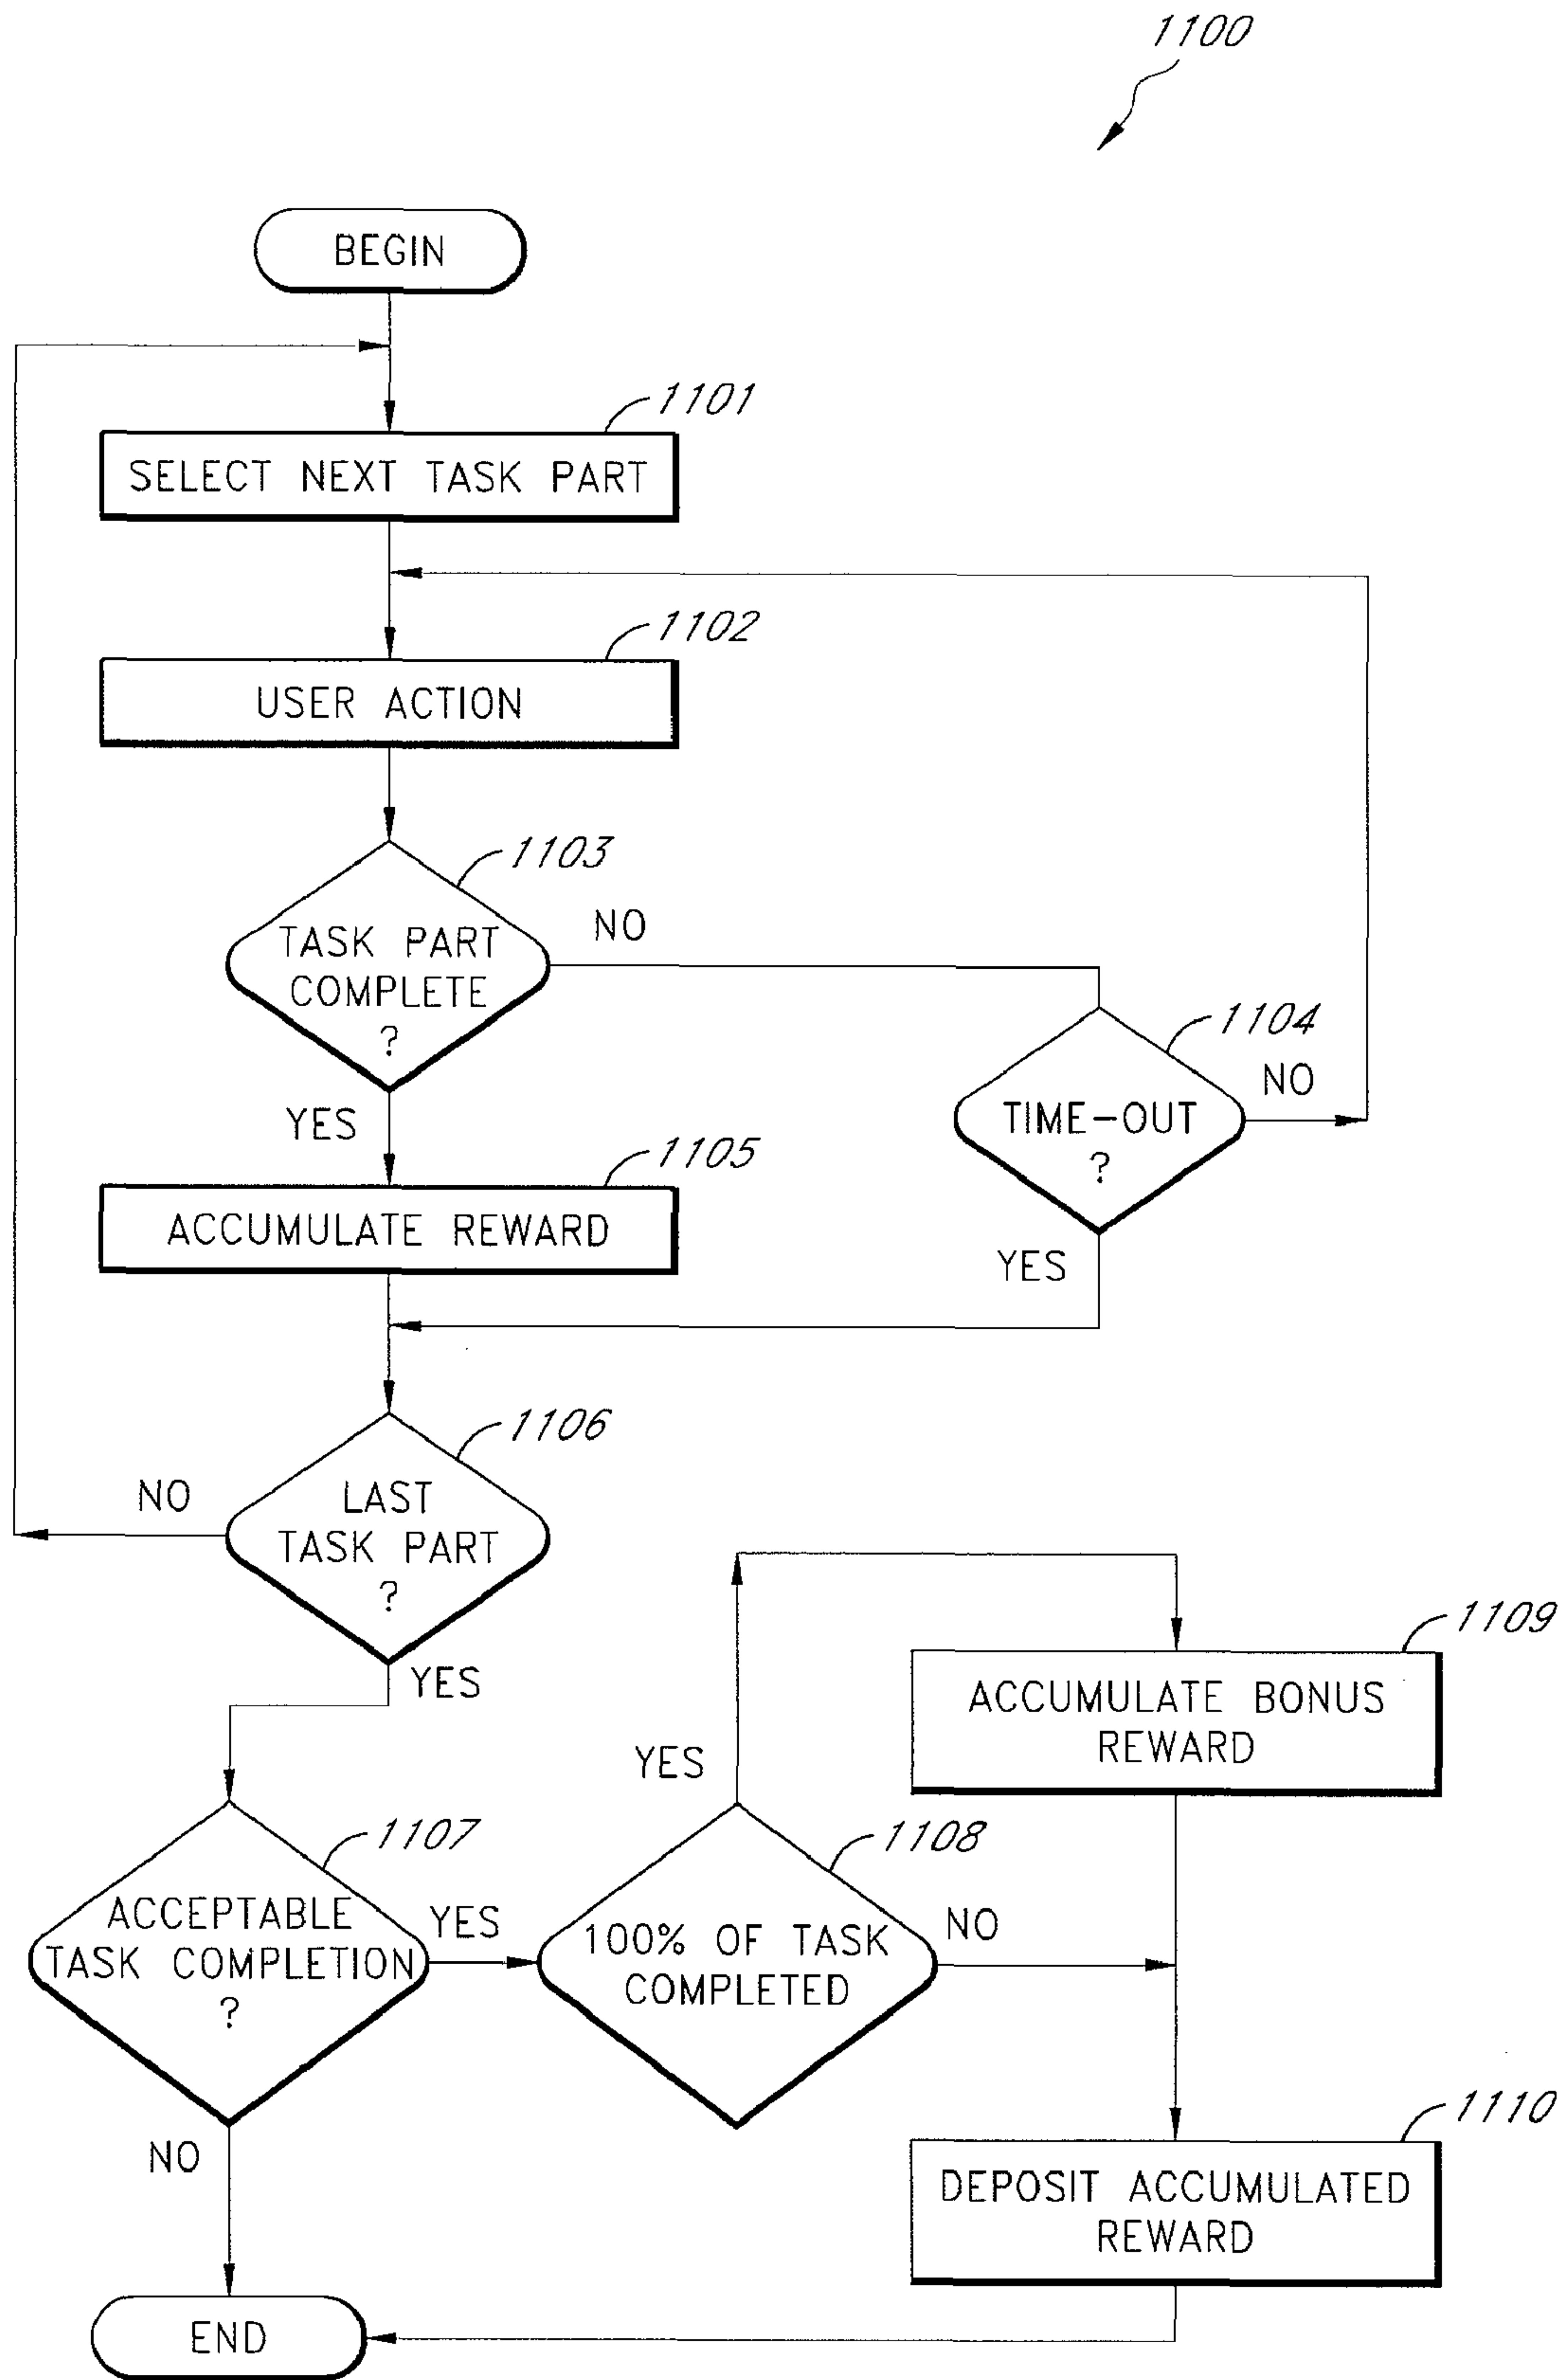 1100
BEGIN
1101
SELECT NEXT TASK PART
1102
USER ACTION
1103
TASK PART
COMPLETE
?
NO
1104
TIME-OUT
?
NO
YES
1105
ACCUMULATE REWARD
YES
1106
LAST
TASK PART
?
NO
YES
1109
ACCUMULATE BONUS
REWARD
YES
1107
ACCEPTABLE
TASK COMPLETION
?
YES
1108
100% OF TASK
COMPLETED
NO
NO
1110
DEPOSIT ACCUMULATED
REWARD
END